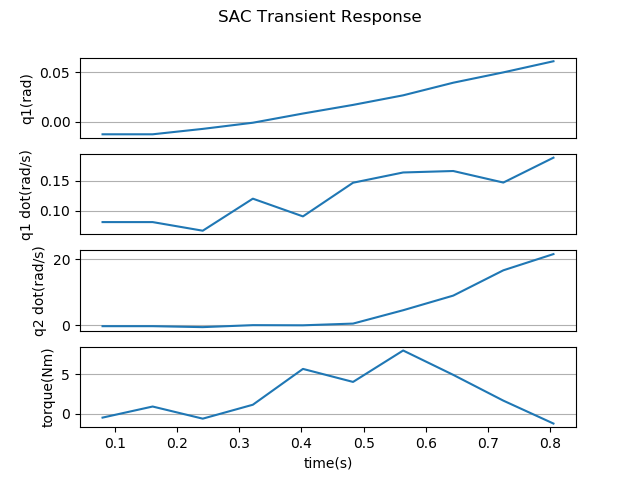 SAC Transient Response
q1(rad)
0.05
0.00
q1 dot(rad/s)
0.15
0.10
q2 dot(rad/s)
20
0
torque(Nm)
5
0
0.1 0.2 0.3 0.4 0.5 0.6 0.7 0.8
time(s)